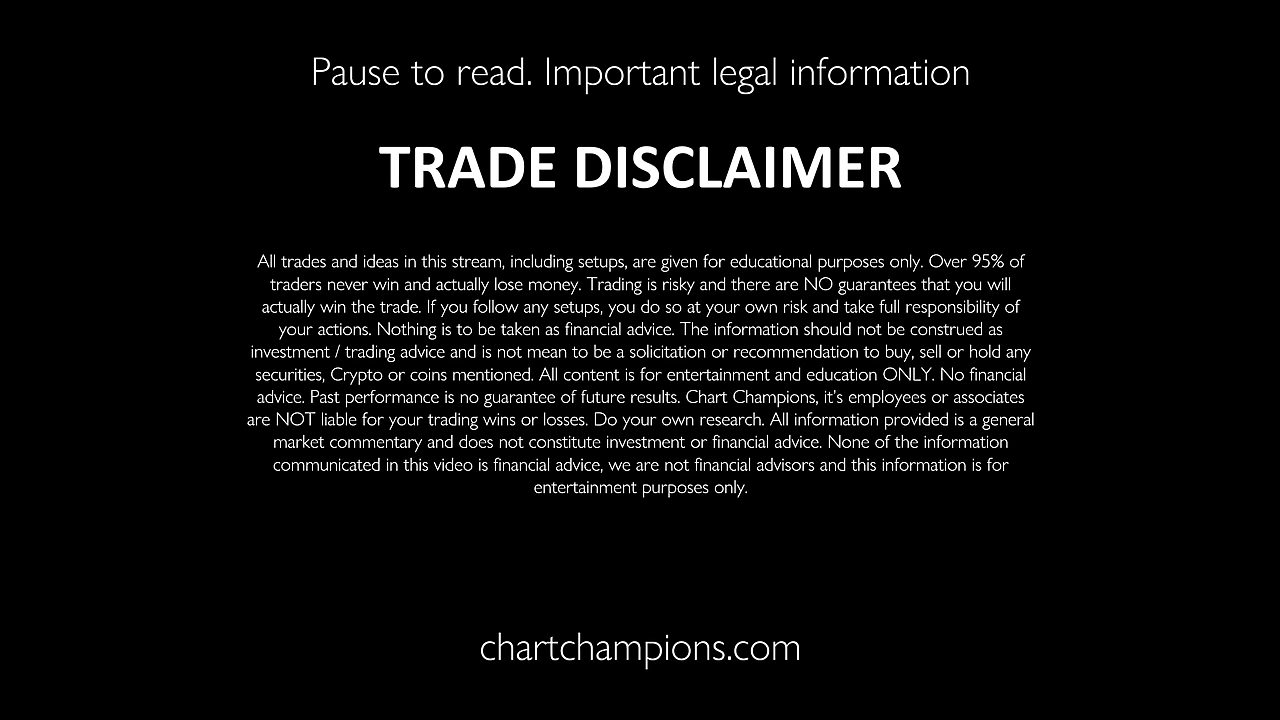 Pause to read. Important legal information
TRADE DISCLAIMER
All trades and ideas in this stream, including setups, are given for educational purposes only. Over 95% of
traders never win and actually lose money. Trading is risky and there are NO guarantees that you will
actually win the trade. If you follow any setups, you do so at your own risk and take full responsibility of
your actions. Nothing is to be taken as financial advice. The information should not be construed as
investment / trading advice and is not mean to be a solicitation or recommendation to buy, sell or hold any
securities, Crypto or coins mentioned. All content is for entertainment and education ONLY. No financial
advice. Past performance is no guarantee of future results. Chart Champions, it's employees or associates
are NOT liable for your trading wins or losses. Do your own research. All information provided is a general
market commentary and does not constitute investment or financial advice. None of the information
communicated in this video is financial advice, we are not financial advisors and this information is for
entertainment purposes only.
chartchampions.com